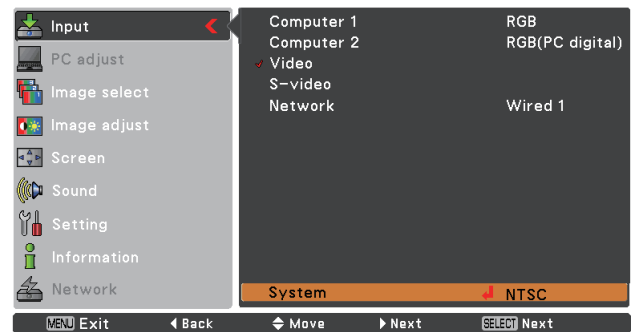 Input
PC adjust
Image select
Image adjust
Screen
Sound
Setting
Information
Network
Computer 1 RGB
Computer 2 RGB(PC digital)
Video
S-video
Network Wired 1
System NTSC
MENU Exit Back Move Next SELECT Next